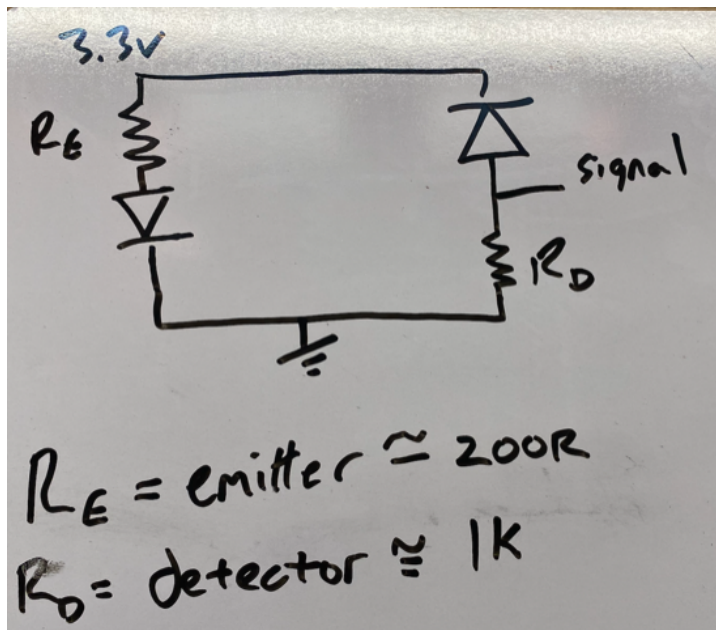 3.3V
RE
signal
RD
RE = emitter ≃ 200R
RD = detector ≅ 1K